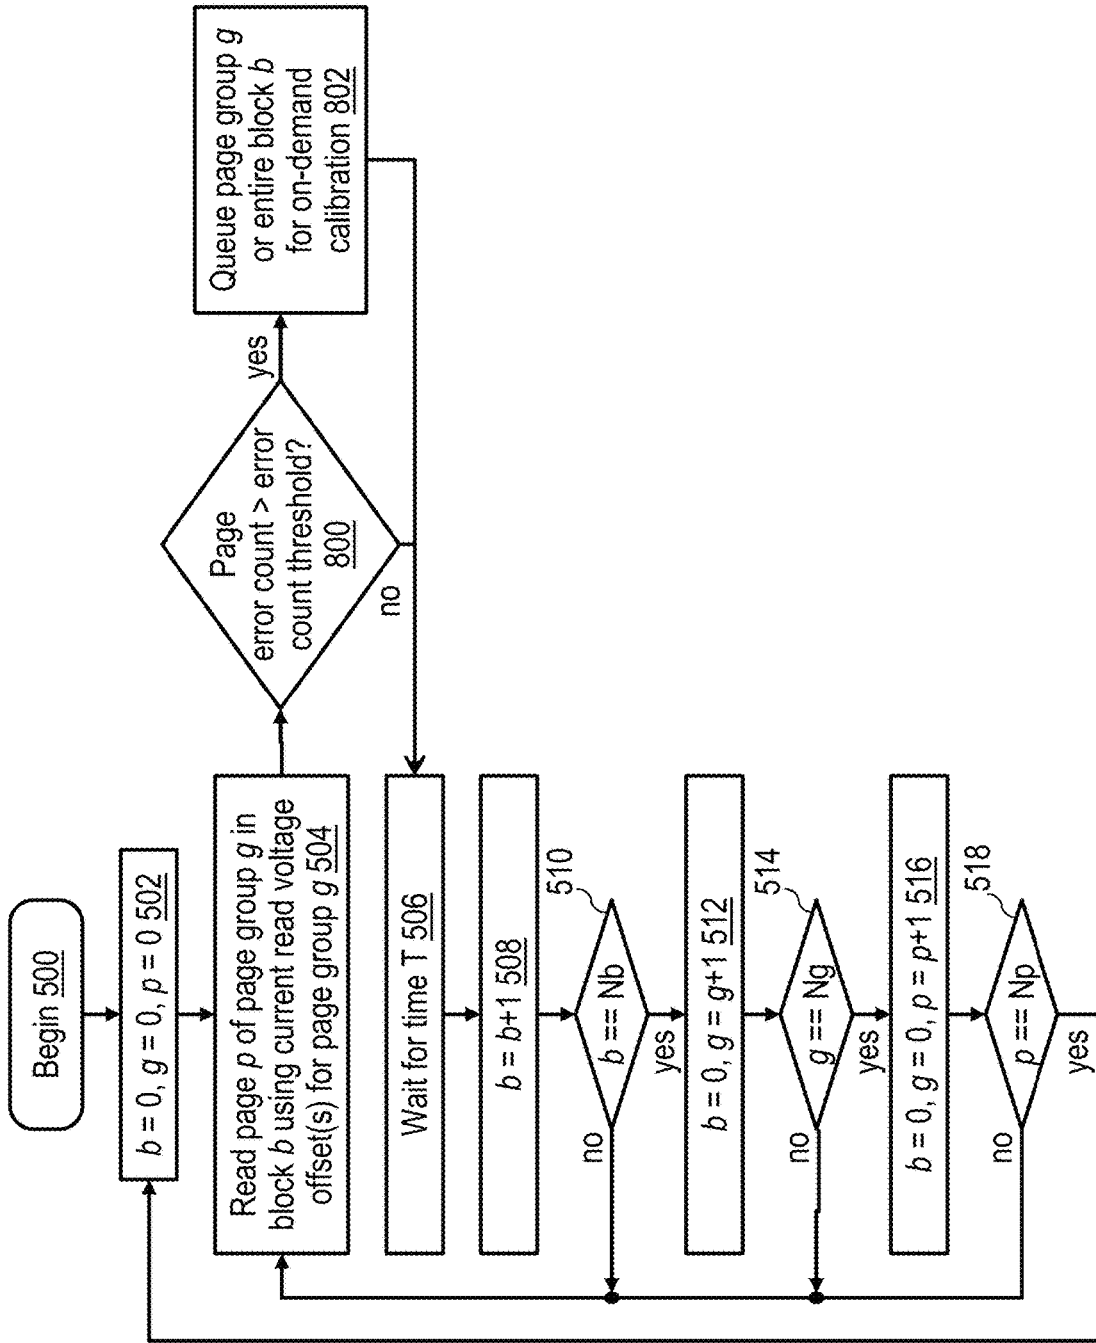 Begin 500
b = 0, g = 0, p = 0 502
Read page p of page group g in
block b using current read voltage
offset(s) for page group g 504
Page
error count > error
count threshold?
800
yes
no
Queue page group g
or entire block b
for on-demand
calibration 802
Wait for time T 506
b = b+1 508
b == Nb
510
no
yes
b = 0, g = g+1 512
g == Ng
514
no
yes
b = 0, g = 0, p = p+1 516
p == Np
518
no
yes